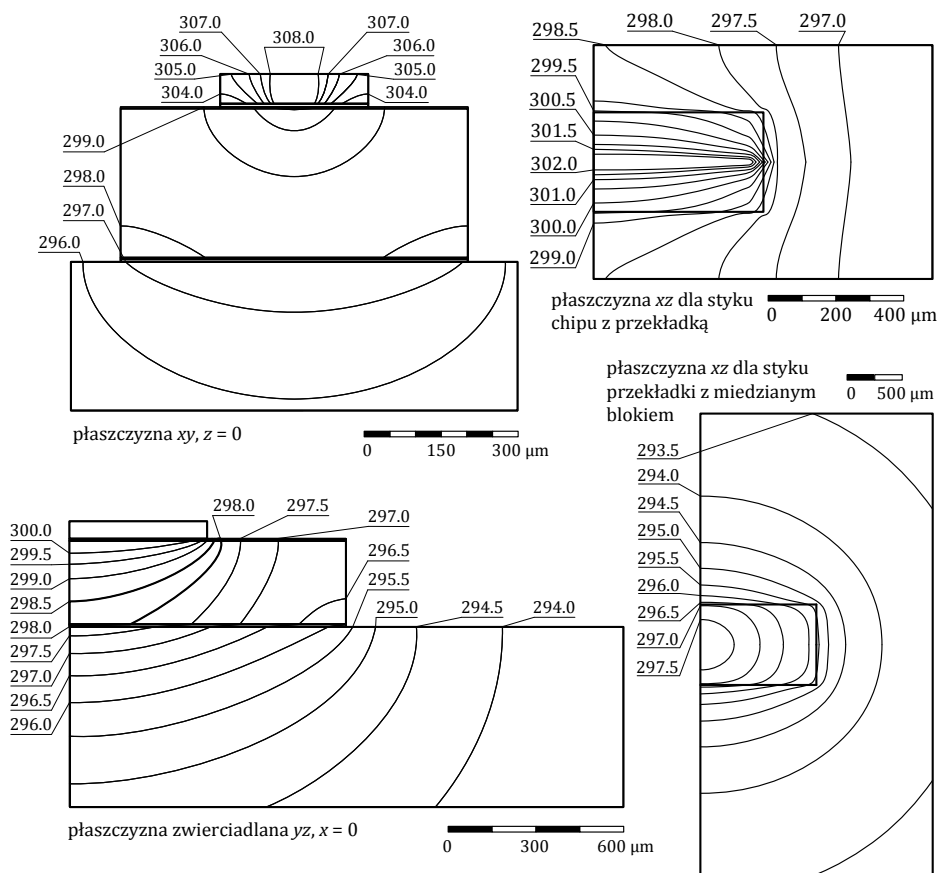 307.0 307.0
306.0 308.0 306.0
305.0 305.0
304.0 304.0
299.0
298.0
297.0
296.0
płaszczyzna xy, z = 0
0 150 300 µm
298.5 298.0 297.5 297.0
299.5
300.5
301.5
302.0
301.0
300.0
299.0
płaszczyzna xz dla styku
chipu z przekładką
0 200 400 µm
płaszczyzna xz dla styku
przekładki z miedzianym
blokiem
0 500 µm
293.5
294.0
294.5
295.0
295.5
296.0
296.5
297.0
297.5
298.0 297.5 297.0
300.0
299.5
299.0
298.5
298.0
297.5
297.0
296.5
296.0
296.5
295.5
295.0 294.5 294.0
płaszczyzna zwierciadlana yz, x = 0
0 300 600 µm